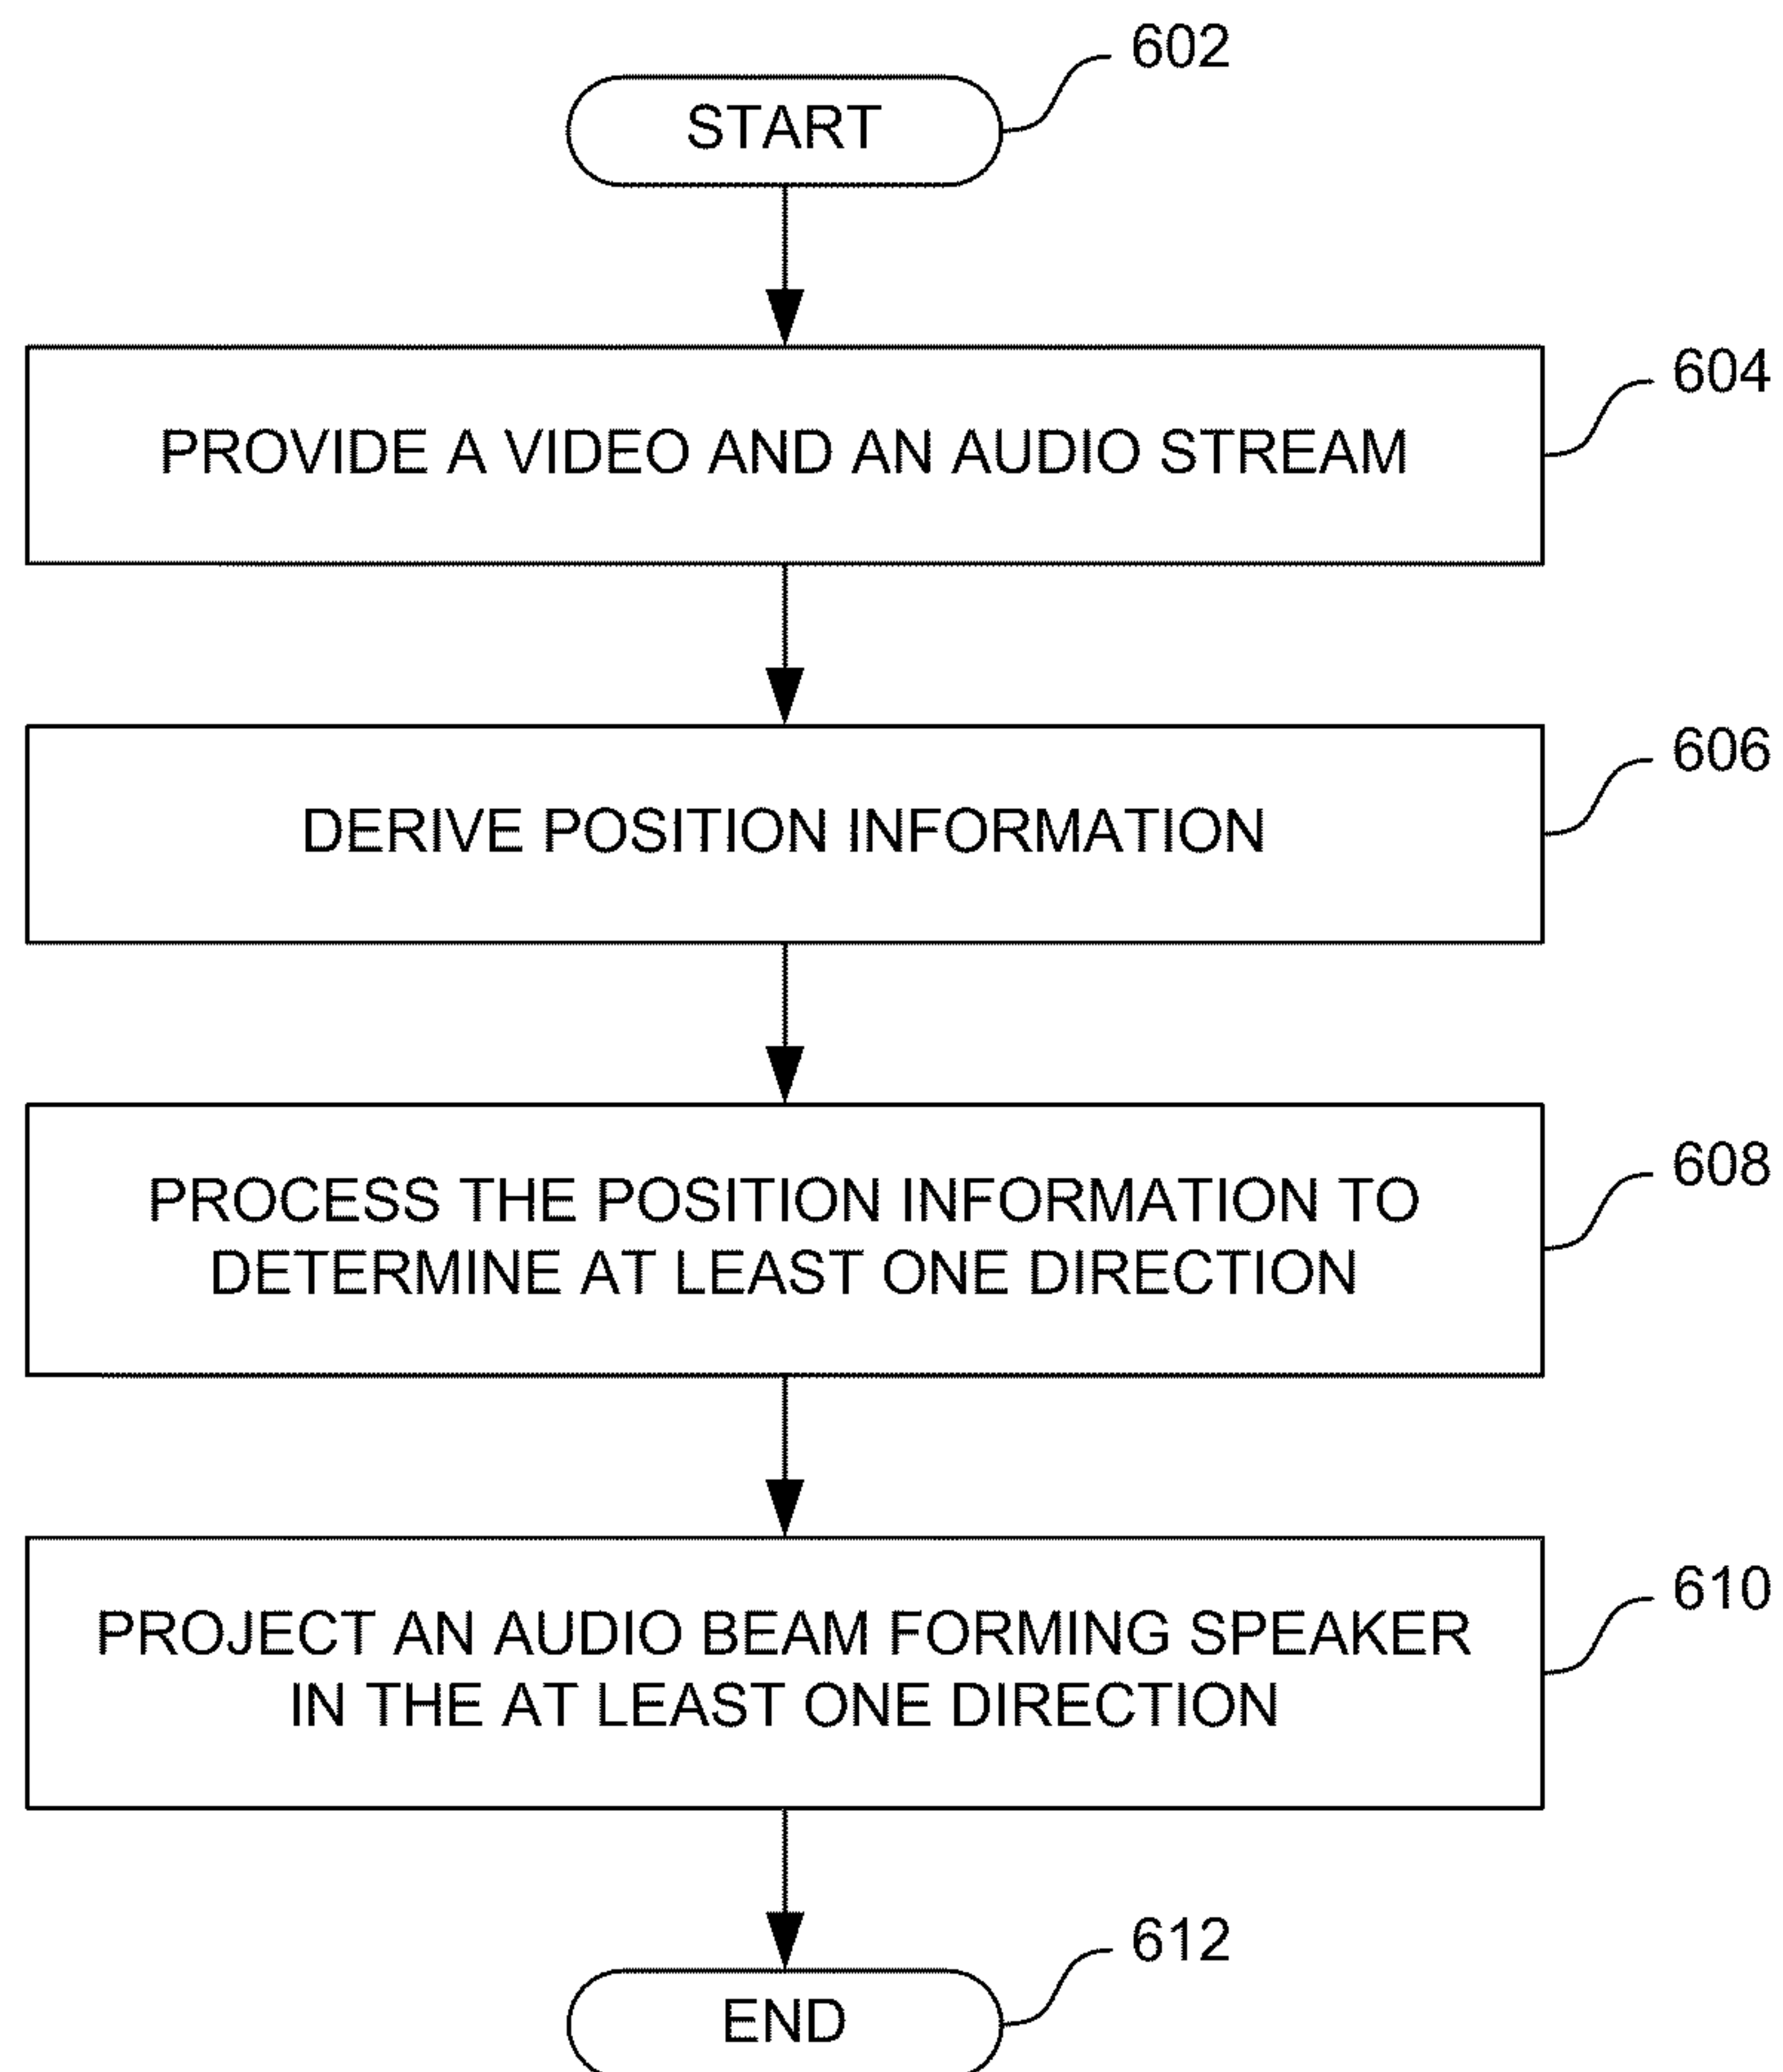 602
START
604
PROVIDE A VIDEO AND AN AUDIO STREAM
606
DERIVE POSITION INFORMATION
608
PROCESS THE POSITION INFORMATION TO
DETERMINE AT LEAST ONE DIRECTION
610
PROJECT AN AUDIO BEAM FORMING SPEAKER
IN THE AT LEAST ONE DIRECTION
612
END